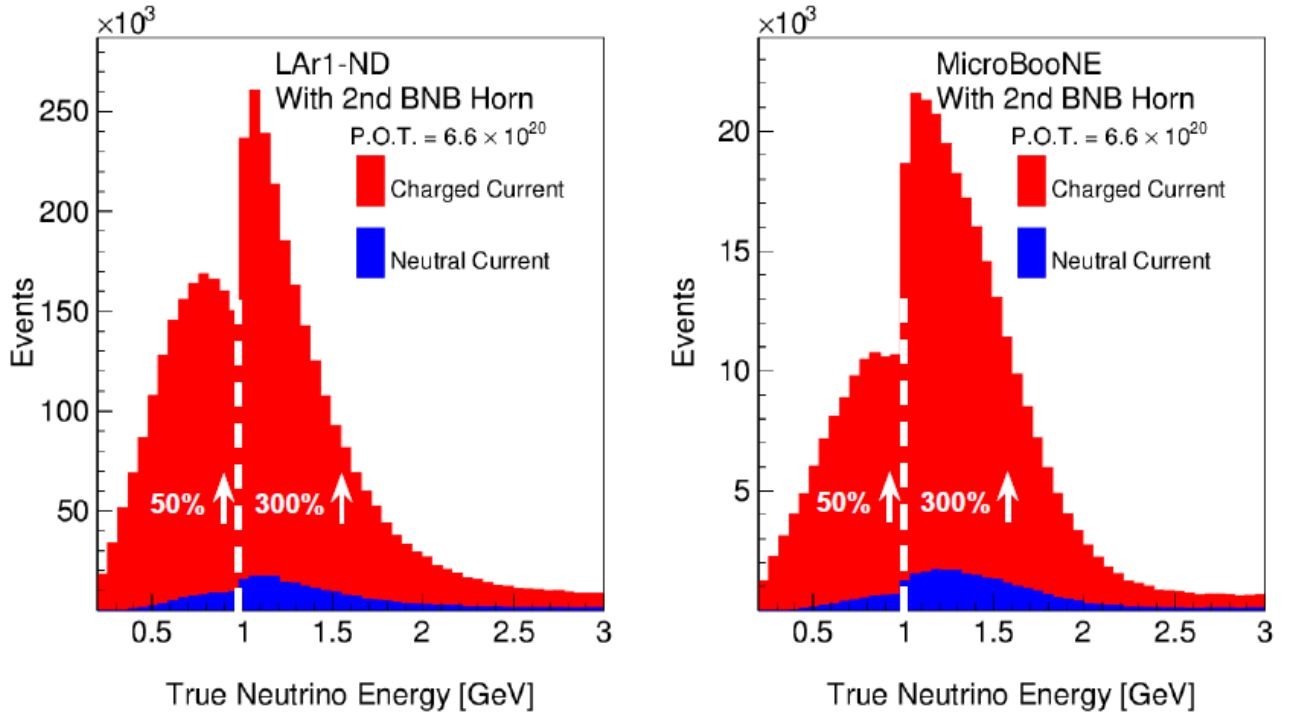 ×10³
LAr1-ND
With 2nd BNB Horn
P.O.T. = 6.6 × 10²⁰
Charged Current
Neutral Current
Events
250
200
150
100
50
50%
300%
0.5
1
1.5
2
2.5
3
True Neutrino Energy [GeV]
×10³
MicroBooNE
With 2nd BNB Horn
P.O.T. = 6.6 × 10²⁰
Charged Current
Neutral Current
Events
20
15
10
5
50%
300%
0.5
1
1.5
2
2.5
3
True Neutrino Energy [GeV]